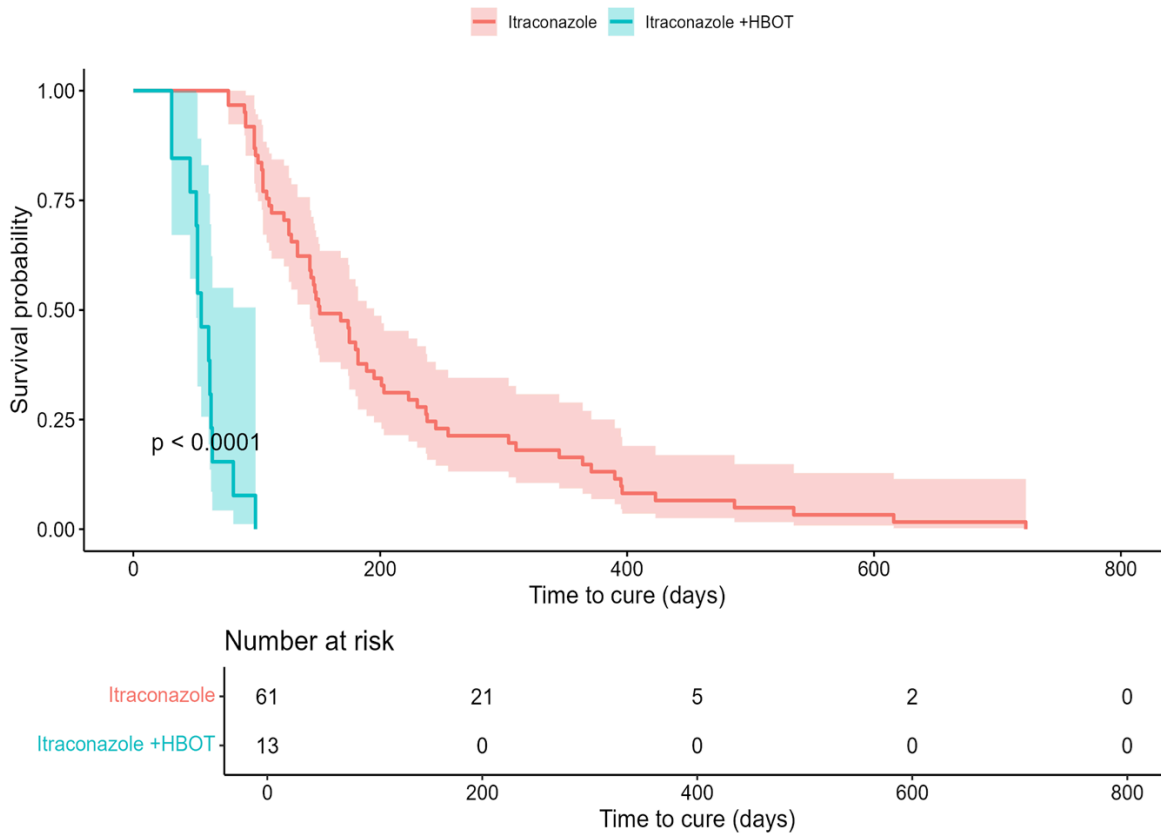 Itraconazole Itraconazole +HBOT
1.00
0.75
0.50
0.25
0.00
Survival probability
p < 0.0001
0 200 400 600 800
Time to cure (days)
Number at risk
Itraconazole 61 21 5 2 0
Itraconazole +HBOT 13 0 0 0 0
0 200 400 600 800
Time to cure (days)